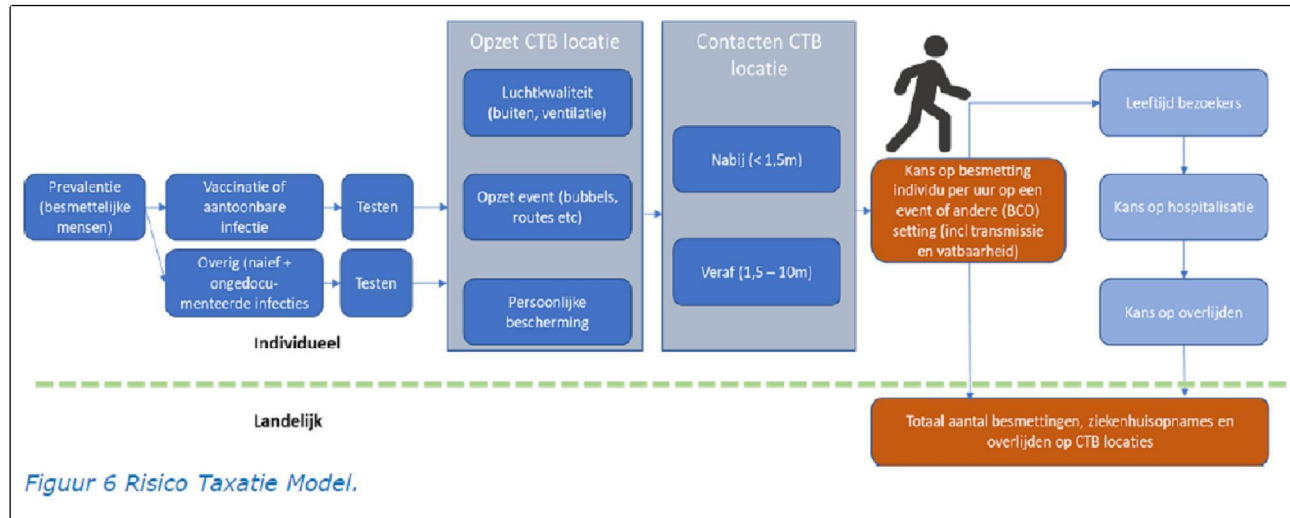 Opzet CTB locatie
Contacten CTB
locatie
Luchtkwaliteit
(buiten, ventilatie)
Leeftijd bezoekers
Nabij (< 1,5m)
Prevalentie
(besmettelijke
mensen)
Vaccinatie of
aantoonbare
infectie
Testen
Opzet event (bubbels,
routes etc)
Kans op besmetting
individu per uur op een
event of andere (BCO)
setting (incl transmissie
en vatbaarheid)
Kans op hospitalisatie
Overig (naief +
ongedocu-
menteerde infecties
Testen
Veraf (1,5 – 10m)
Persoonlijke
bescherming
Kans op overlijden
Individueel
Landelijk
Totaal aantal besmettingen, ziekenhuisopnames en
overlijden op CTB locaties
Figuur 6 Risico Taxatie Model.